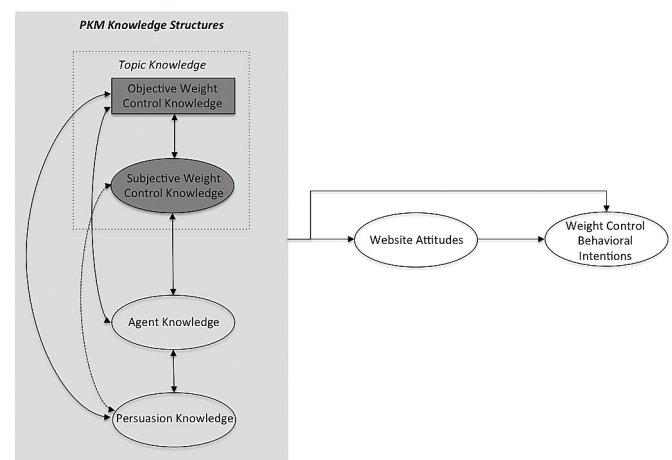 PKM Knowledge Structures
Topic Knowledge
Objective Weight
Control Knowledge
Subjective Weight
Control Knowledge
Agent Knowledge
Persuasion Knowledge
Website Attitudes
Weight Control
Behavioral
Intentions